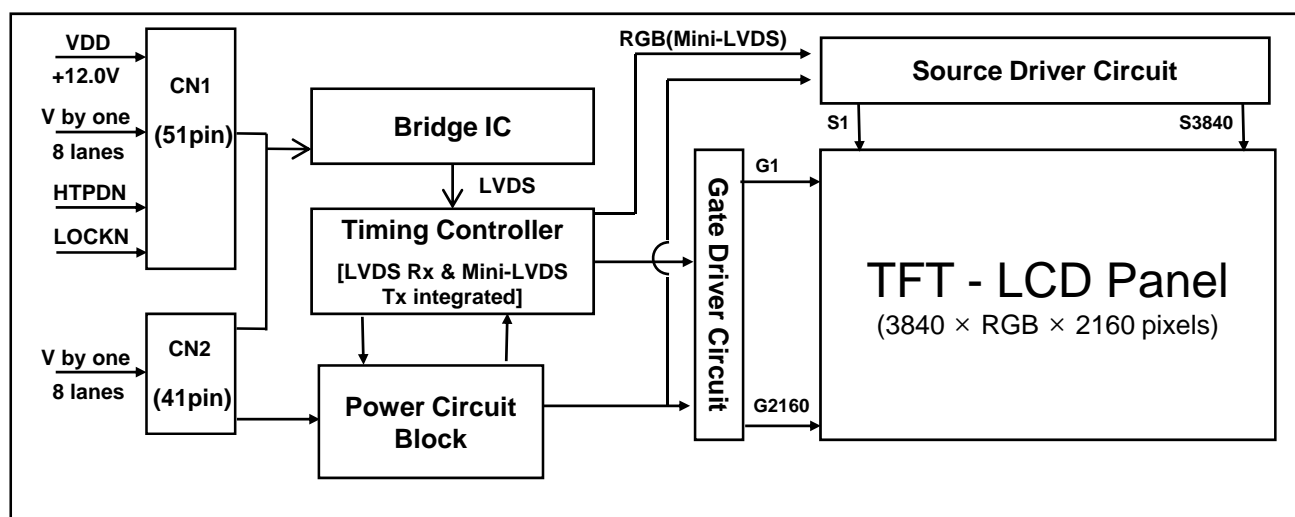 VDD
+12.0V
V by one
8 lanes
HTPDN
LOCKN
CN1
(51pin)
V by one
8 lanes
CN2
(41pin)
Bridge IC
LVDS
Timing Controller
[LVDS Rx & Mini-LVDS
Tx integrated]
Power Circuit
Block
RGB(Mini-LVDS)
Source Driver Circuit
S1
S3840
Gate Driver Circuit
G1
G2160
TFT - LCD Panel
(3840 × RGB × 2160 pixels)